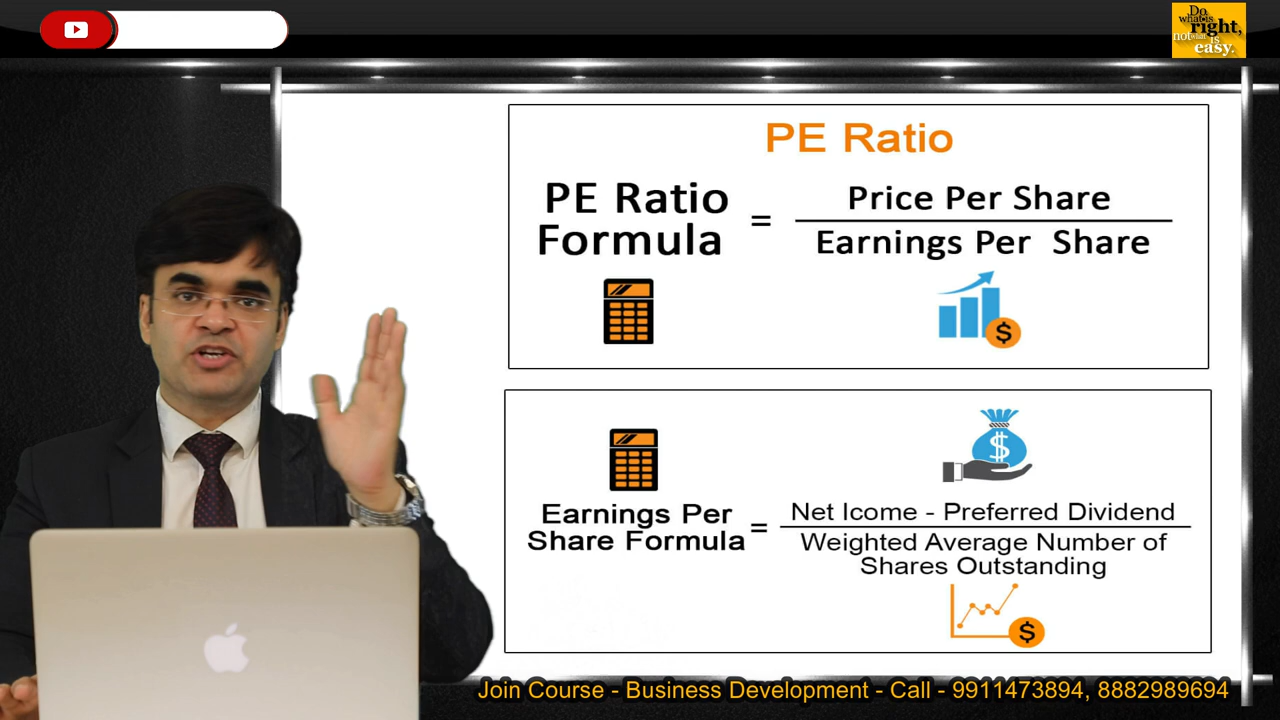 Do
what is
right,
not what
is
easy.
PE Ratio
PE Ratio
Formula
=
Price Per Share
Earnings Per Share
$
$
Earnings Per
Share Formula
=
Net Icome - Preferred Dividend
Weighted Average Number of
Shares Outstanding
$
Join Course - Business Development - Call - 9911473894, 8882989694